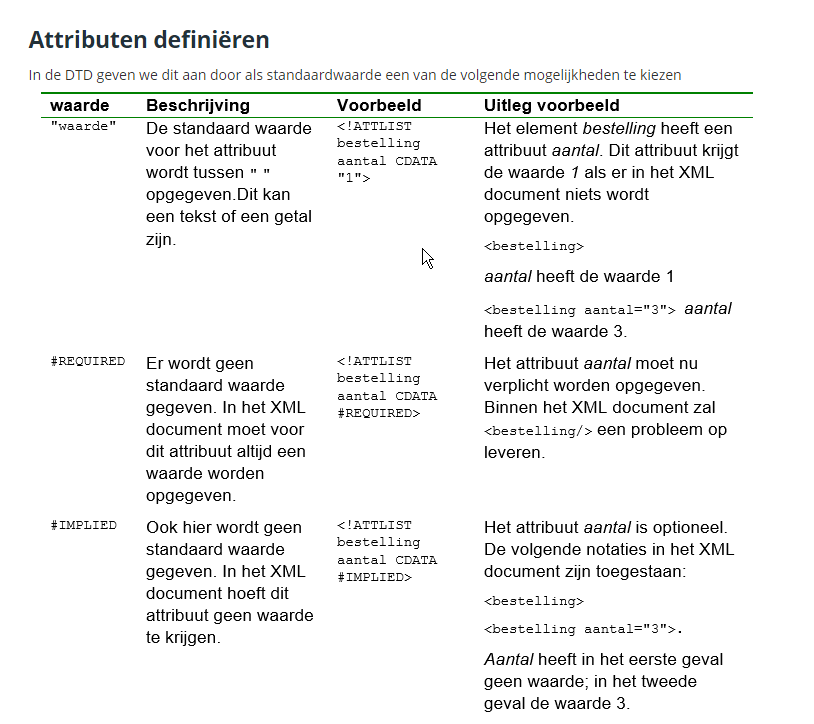 Attributen definiëren
In de DTD geven we dit aan door als standaardwaarde een van de volgende mogelijkheden te kiezen
waarde Beschrijving Voorbeeld Uitleg voorbeeld
"waarde"
De standaard waarde
voor het attribuut
wordt tussen " "
opgegeven.Dit kan
een tekst of een getal
zijn.
<!ATTLIST
bestelling
aantal CDATA
"1">
Het element bestelling heeft een
attribuut aantal. Dit attribuut krijgt
de waarde 1 als er in het XML
document niets wordt
opgegeven.
<bestelling>
aantal heeft de waarde 1
<bestelling aantal="3"> aantal
heeft de waarde 3.
#REQUIRED
Er wordt geen
standaard waarde
gegeven. In het XML
document moet voor
dit attribuut altijd een
waarde worden
opgegeven.
<!ATTLIST
bestelling
aantal CDATA
#REQUIRED>
Het attribuut aantal moet nu
verplicht worden opgegeven.
Binnen het XML document zal
<bestelling/> een probleem op
leveren.
#IMPLIED
Ook hier wordt geen
standaard waarde
gegeven. In het XML
document hoeft dit
attribuut geen waarde
te krijgen.
<!ATTLIST
bestelling
aantal CDATA
#IMPLIED>
Het attribuut aantal is optioneel.
De volgende notaties in het XML
document zijn toegestaan:
<bestelling>
<bestelling aantal="3">.
Aantal heeft in het eerste geval
geen waarde; in het tweede
geval de waarde 3.